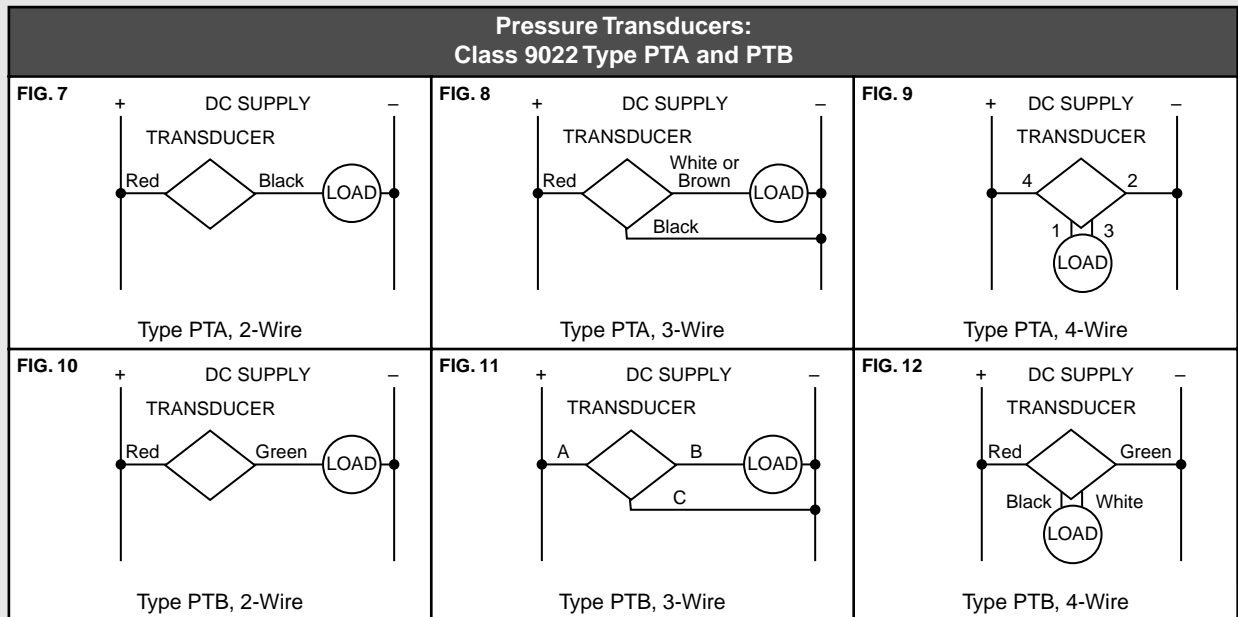 Pressure Transducers:
Class 9022 Type PTA and PTB
FIG. 7
+ DC SUPPLY –
TRANSDUCER
Red Black LOAD
Type PTA, 2-Wire
FIG. 8
+ DC SUPPLY –
TRANSDUCER
White or
Red Brown LOAD
Black
Type PTA, 3-Wire
FIG. 9
+ DC SUPPLY –
TRANSDUCER
4 2
1 3
LOAD
Type PTA, 4-Wire
FIG. 10
+ DC SUPPLY –
TRANSDUCER
Red Green LOAD
Type PTB, 2-Wire
FIG. 11
+ DC SUPPLY –
TRANSDUCER
A B LOAD
C
Type PTB, 3-Wire
FIG. 12
+ DC SUPPLY –
TRANSDUCER
Red Green
Black White
LOAD
Type PTB, 4-Wire